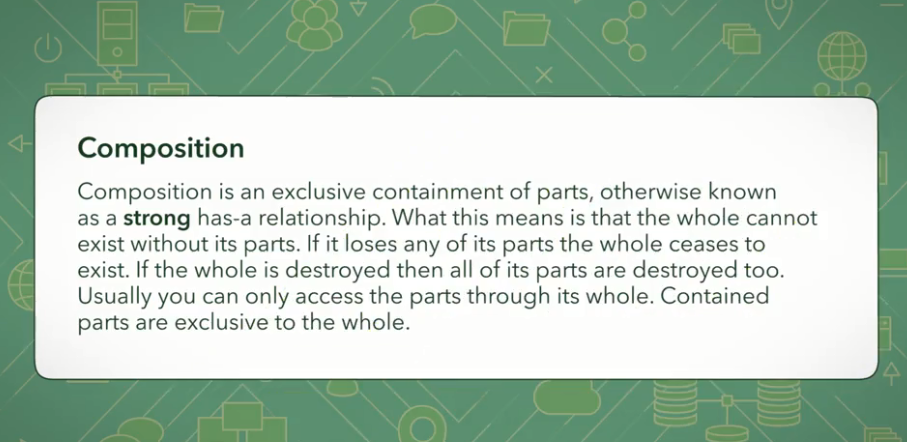 Composition
Composition is an exclusive containment of parts, otherwise known
as a strong has-a relationship. What this means is that the whole cannot
exist without its parts. If it loses any of its parts the whole ceases to
exist. If the whole is destroyed then all of its parts are destroyed too.
Usually you can only access the parts through its whole. Contained
parts are exclusive to the whole.